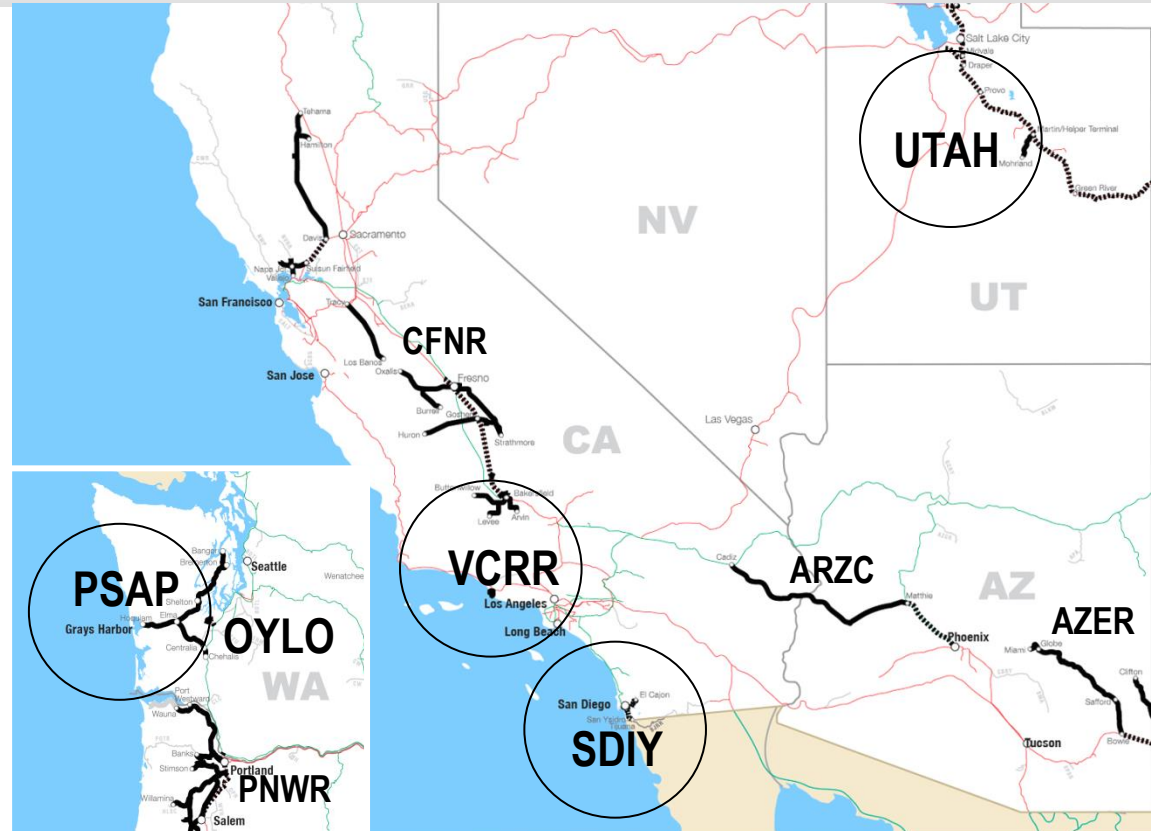 Salt Lake City
Midvale
Draper
Provo
Martin/Helper Terminal
Mohrland
Green River
UTAH
UT
NV
Tehama
Hamilton
Davis
Sacramento
Suisun Fairfield
Napa Jct
Vallejo
San Francisco
Tracy
CFNR
Los Banos
Oxalis
San Jose
Fresno
Burrel
Goshen
Huron
Strathmore
CA
Las Vegas
Buttonwillow
Bakersfield
Levee
Arvin
VCRR
Los Angeles
Long Beach
Cadiz
ARZC
Matthie
AZ
Phoenix
AZER
Miami
Globe
Clifton
Safford
Bowie
Tucson
San Diego
El Cajon
San Ysidro
Tijuana
SDIY
Bangor
Bremerton
Seattle
Wenatchee
PSAP
Shelton
Hoquiam
Elma
Grays Harbor
OYLO
Centralia
Chehalis
WA
Port
Westward
Wauna
Banks
Stimson
Portland
PNWR
Willamina
Salem